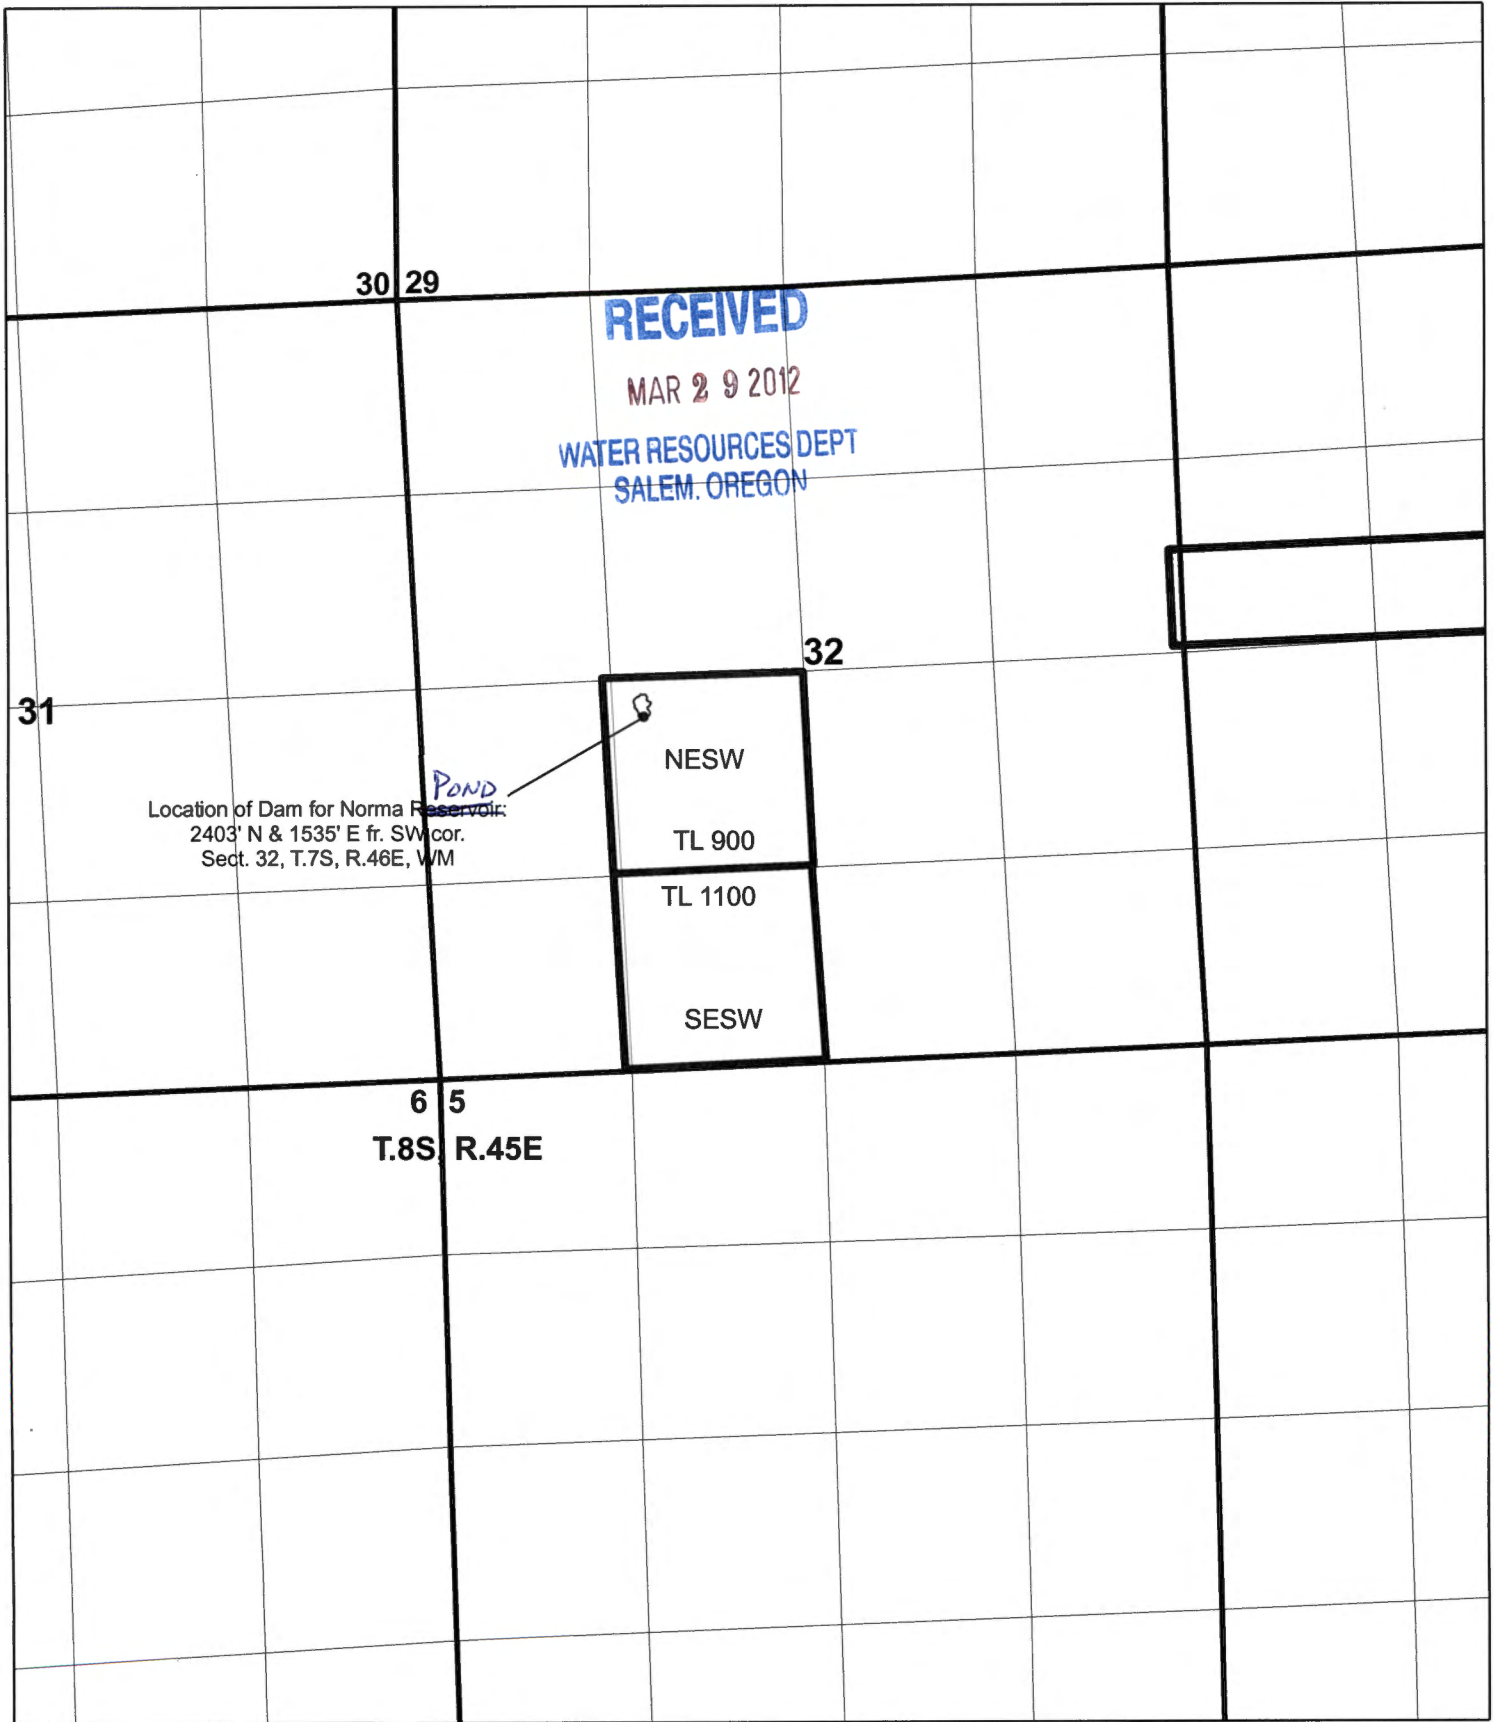 30 29
RECEIVED
MAR 29 2012
WATER RESOURCES DEPT
SALEM. OREGON
32
31
NESW
POND
Location of Dam for Norma Reservoir:
2403' N & 1535' E fr. SW cor.
Sect. 32, T.7S, R.46E, WM
TL 900
TL 1100
SESW
6 5
T.8S, R.45E